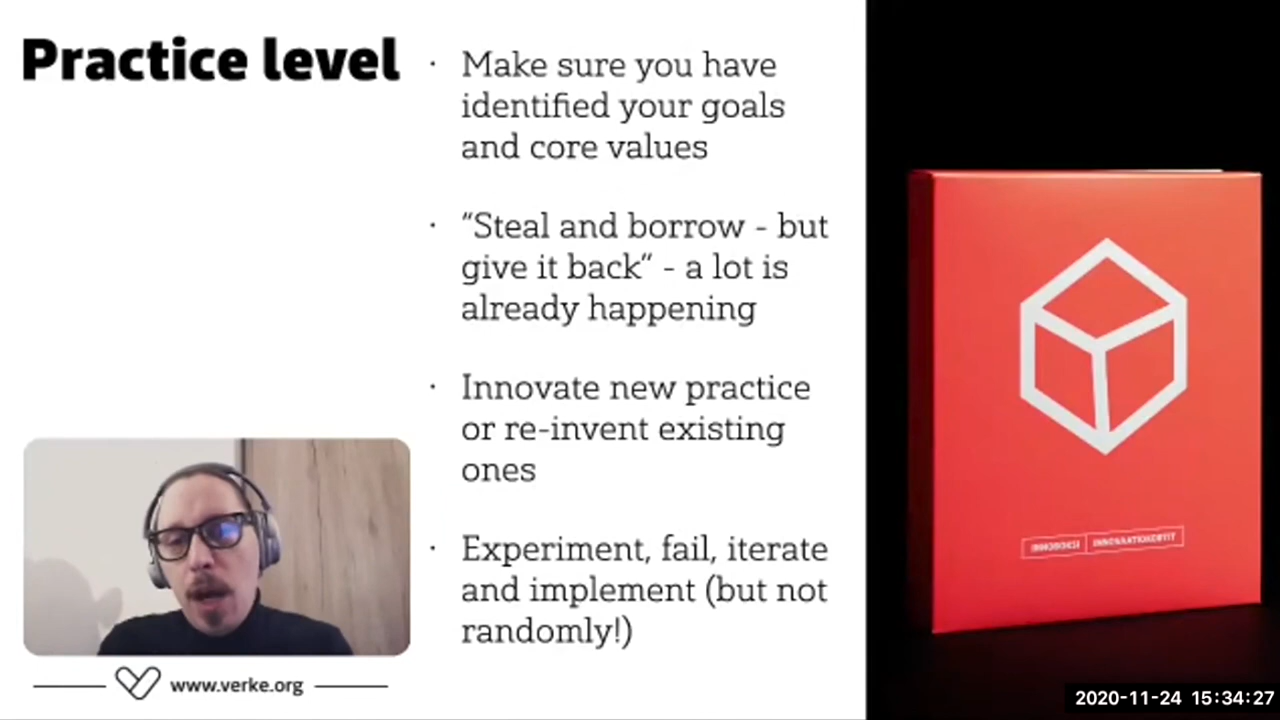 Practice level
· Make sure you have
identified your goals
and core values
· “Steal and borrow - but
give it back” - a lot is
already happening
· Innovate new practice
or re-invent existing
ones
· Experiment, fail, iterate
and implement (but not
randomly!)
www.verke.org
INNOBOKSI INNOVAATIOKORTIT
2020-11-24 15:34:27